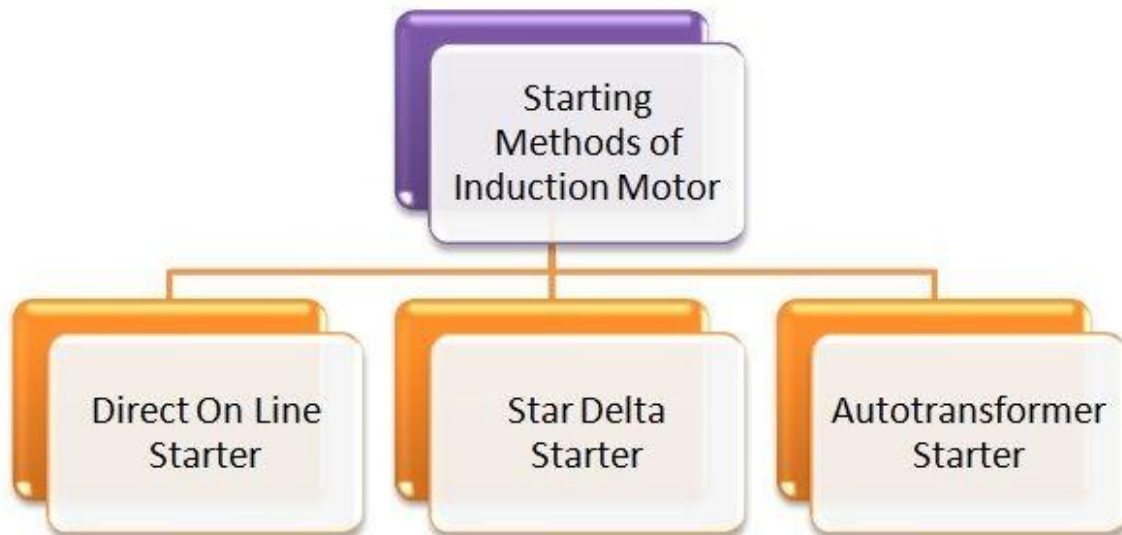 Starting
Methods of
Induction Motor
Direct On Line
Starter
Star Delta
Starter
Autotransformer
Starter